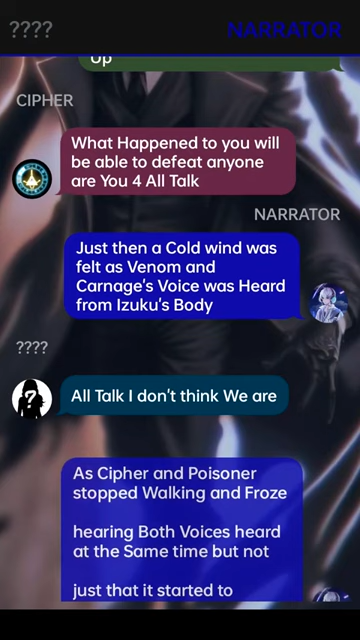 ????
NARRATOR
Up
CIPHER
What Happened to you will
be able to defeat anyone
are You 4 All Talk
NARRATOR
Just then a Cold wind was
felt as Venom and
Carnage's Voice was Heard
from Izuku's Body
????
?
All Talk I don't think We are
As Cipher and Poisoner
stopped Walking and Froze
hearing Both Voices heard
at the Same time but not
just that it started to